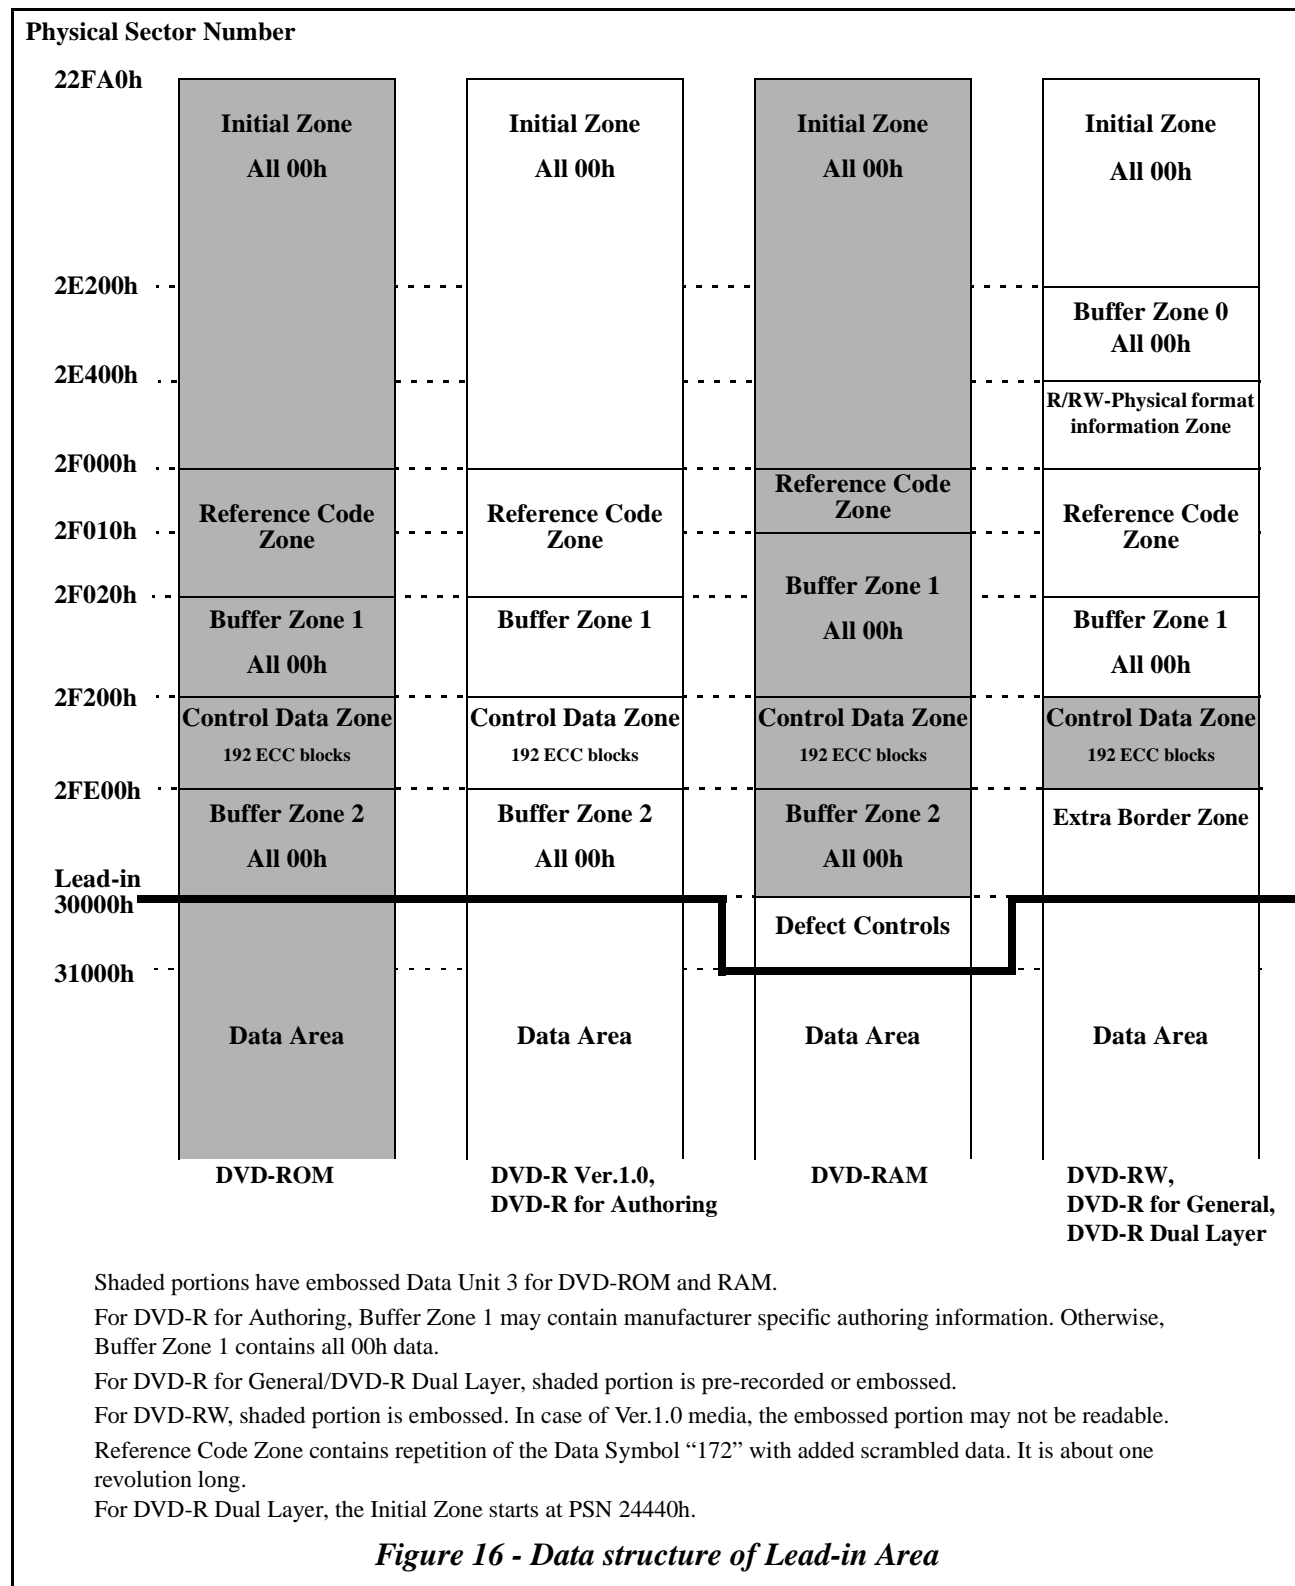 Physical Sector Number
22FA0h
Initial Zone
All 00h
Initial Zone
All 00h
Initial Zone
All 00h
Initial Zone
All 00h
2E200h
Buffer Zone 0
All 00h
2E400h
R/RW-Physical format
information Zone
2F000h
Reference Code
Zone
Reference Code
Zone
Reference Code
Zone
Reference Code
Zone
2F010h
2F020h
Buffer Zone 1
All 00h
Buffer Zone 1
Buffer Zone 1
All 00h
Buffer Zone 1
All 00h
2F200h
Control Data Zone
192 ECC blocks
Control Data Zone
192 ECC blocks
Control Data Zone
192 ECC blocks
Control Data Zone
192 ECC blocks
2FE00h
Buffer Zone 2
All 00h
Buffer Zone 2
All 00h
Buffer Zone 2
All 00h
Extra Border Zone
Lead-in
30000h
Defect Controls
31000h
Data Area
Data Area
Data Area
Data Area
DVD-ROM
DVD-R Ver.1.0,
DVD-R for Authoring
DVD-RAM
DVD-RW,
DVD-R for General,
DVD-R Dual Layer
Shaded portions have embossed Data Unit 3 for DVD-ROM and RAM.
For DVD-R for Authoring, Buffer Zone 1 may contain manufacturer specific authoring information. Otherwise,
Buffer Zone 1 contains all 00h data.
For DVD-R for General/DVD-R Dual Layer, shaded portion is pre-recorded or embossed.
For DVD-RW, shaded portion is embossed. In case of Ver.1.0 media, the embossed portion may not be readable.
Reference Code Zone contains repetition of the Data Symbol “172” with added scrambled data. It is about one
revolution long.
For DVD-R Dual Layer, the Initial Zone starts at PSN 24440h.
Figure 16 - Data structure of Lead-in Area